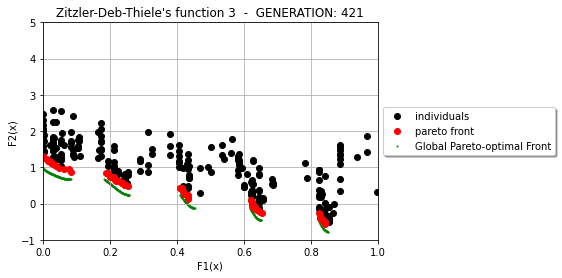 Zitzler-Deb-Thiele's function 3  -  GENERATION: 421
5
4
3
2
1
0
−1
F2(x)
0.0 0.2 0.4 0.6 0.8 1.0
F1(x)
individuals
pareto front
Global Pareto-optimal Front